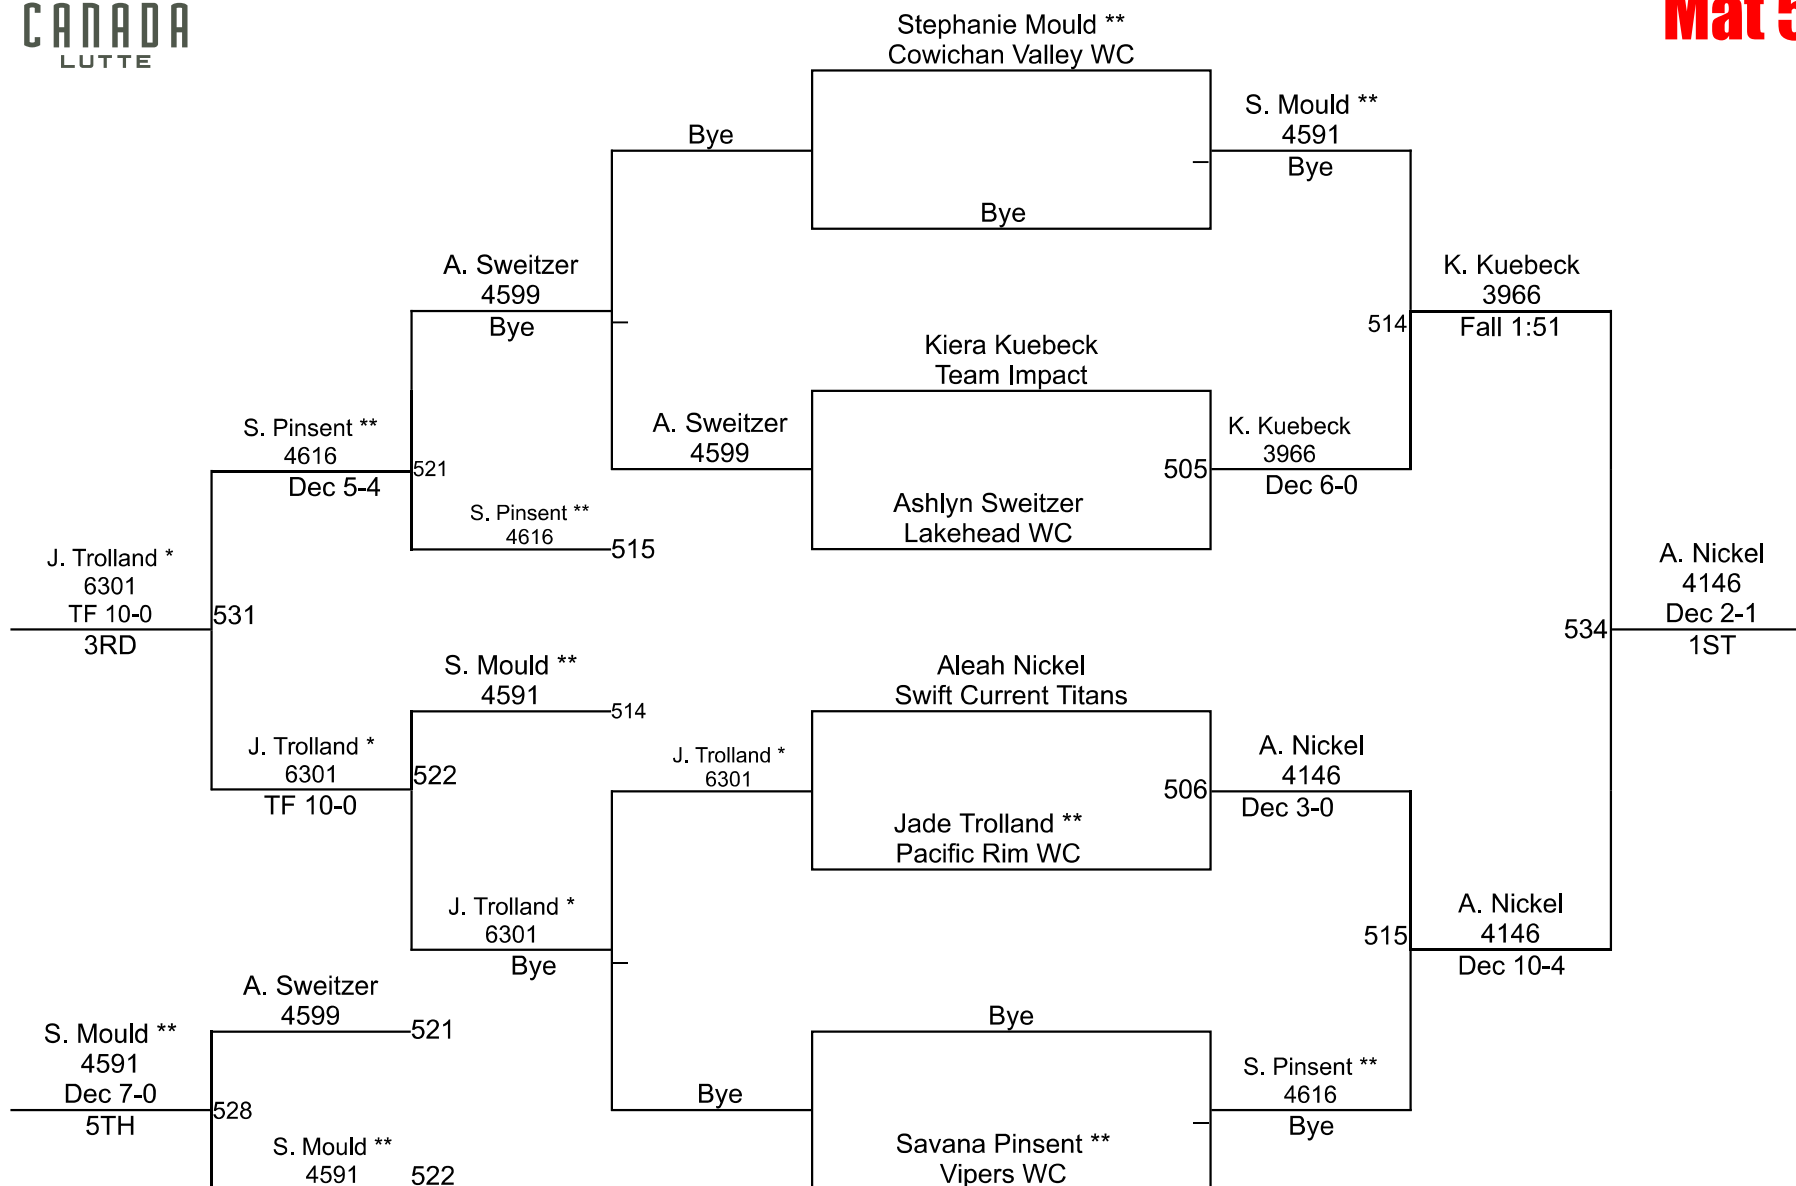 CANADA
LUTTE
Mat 5
Stephanie Mould **
Cowichan Valley WC
Bye
S. Mould **
4591
Bye
Bye
A. Sweitzer
4599
Bye
K. Kuebeck
3966
Fall 1:51
514
Kiera Kuebeck
Team Impact
S. Pinsent **
4616
Dec 5-4
521
A. Sweitzer
4599
505
K. Kuebeck
3966
Dec 6-0
S. Pinsent **
4616
515
Ashlyn Sweitzer
Lakehead WC
J. Trolland *
6301
TF 10-0
3RD
531
A. Nickel
4146
Dec 2-1
1ST
534
S. Mould **
4591
514
Aleah Nickel
Swift Current Titans
J. Trolland *
6301
TF 10-0
522
J. Trolland *
6301
506
A. Nickel
4146
Dec 3-0
Jade Trolland **
Pacific Rim WC
J. Trolland *
6301
Bye
515
A. Nickel
4146
Dec 10-4
A. Sweitzer
4599
521
Bye
S. Mould **
4591
Dec 7-0
5TH
528
Bye
S. Pinsent **
4616
Bye
S. Mould **
4591
522
Savana Pinsent **
Vipers WC